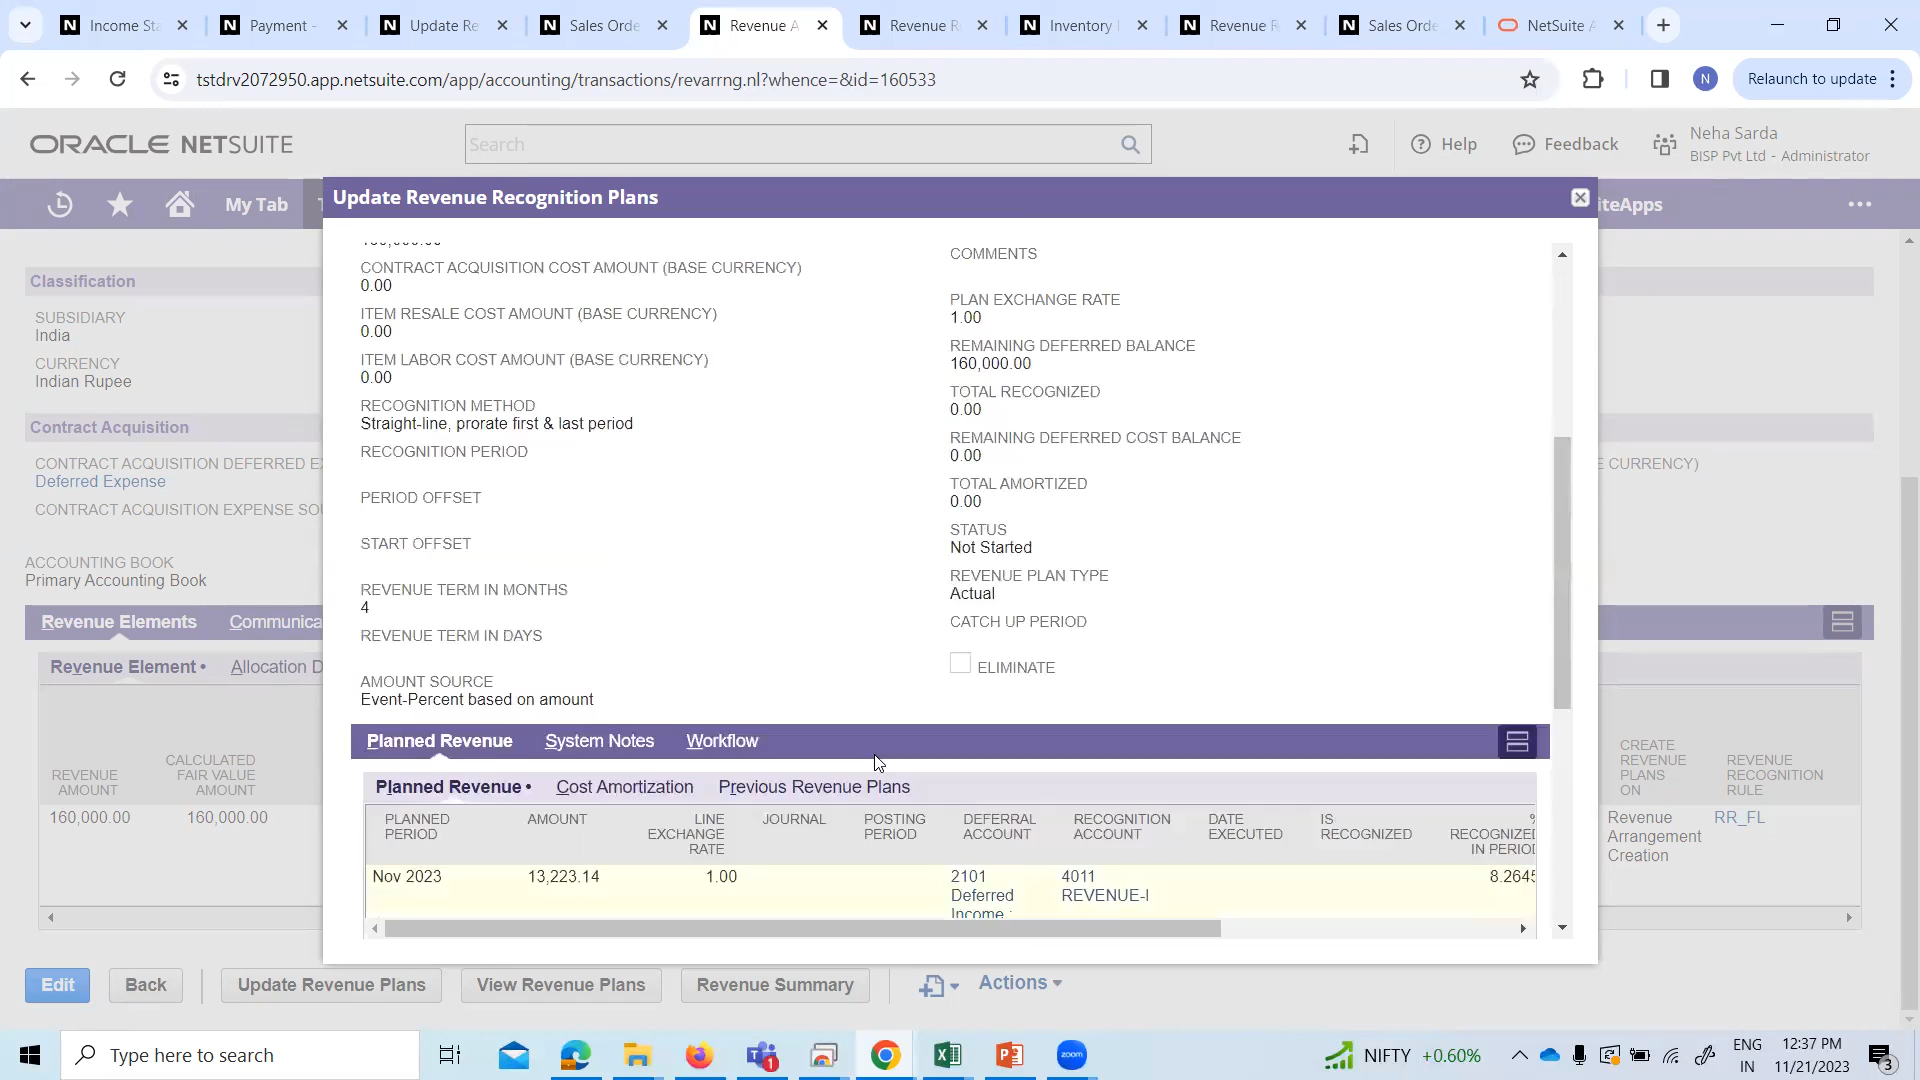 Income Sta
Payment -
Update Re
Sales Orde
Revenue A
Revenue R
Inventory
Revenue R
Sales Orde
NetSuite A
tstdrv2072950.app.netsuite.com/app/accounting/transactions/revarrng.nl?whence=&id=160533
N
Relaunch to update
ORACLE NETSUITE
Search
Help
Feedback
Neha Sarda
BISP Pvt Ltd - Administrator
My Tab
iteApps
Update Revenue Recognition Plans
Classification
SUBSIDIARY
India
CURRENCY
Indian Rupee
Contract Acquisition
CONTRACT ACQUISITION DEFERRED E
Deferred Expense
CONTRACT ACQUISITION EXPENSE SOU
E CURRENCY)
ACCOUNTING BOOK
Primary Accounting Book
CONTRACT ACQUISITION COST AMOUNT (BASE CURRENCY)
0.00
ITEM RESALE COST AMOUNT (BASE CURRENCY)
0.00
ITEM LABOR COST AMOUNT (BASE CURRENCY)
0.00
RECOGNITION METHOD
Straight-line, prorate first & last period
RECOGNITION PERIOD
PERIOD OFFSET
START OFFSET
REVENUE TERM IN MONTHS
4
REVENUE TERM IN DAYS
AMOUNT SOURCE
Event-Percent based on amount
COMMENTS
PLAN EXCHANGE RATE
1.00
REMAINING DEFERRED BALANCE
160,000.00
TOTAL RECOGNIZED
0.00
REMAINING DEFERRED COST BALANCE
0.00
TOTAL AMORTIZED
0.00
STATUS
Not Started
REVENUE PLAN TYPE
Actual
CATCH UP PERIOD
ELIMINATE
Planned Revenue
System Notes
Workflow
Planned Revenue •
Cost Amortization
Previous Revenue Plans
PLANNED PERIOD
AMOUNT
LINE EXCHANGE RATE
JOURNAL
POSTING PERIOD
DEFERRAL ACCOUNT
RECOGNITION ACCOUNT
DATE EXECUTED
IS RECOGNIZED
% RECOGNIZED IN PERIOD
Nov 2023
13,223.14
1.00
2101 Deferred Income :
4011 REVENUE-I
8.2645
Revenue Elements
Communica
Revenue Element •
Allocation D
REVENUE AMOUNT
CALCULATED FAIR VALUE AMOUNT
160,000.00
160,000.00
CREATE REVENUE PLANS ON
REVENUE RECOGNITION RULE
Revenue Arrangement Creation
RR_FL
Edit
Back
Update Revenue Plans
View Revenue Plans
Revenue Summary
Actions
Type here to search
1
zoom
NIFTY +0.60%
ENG
IN
12:37 PM
11/21/2023
3